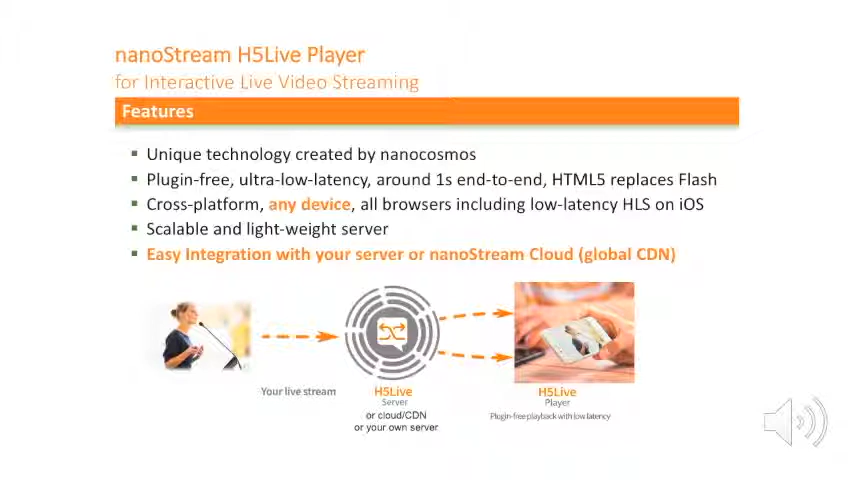 nanoStream H5Live Player
for Interactive Live Video Streaming
Features
▪ Unique technology created by nanocosmos
▪ Plugin-free, ultra-low-latency, around 1s end-to-end, HTML5 replaces Flash
▪ Cross-platform, any device, all browsers including low-latency HLS on iOS
▪ Scalable and light-weight server
▪ Easy Integration with your server or nanoStream Cloud (global CDN)
Your live stream
H5Live
Server
or cloud/CDN
or your own server
H5Live
Player
Plugin-free playback with low latency